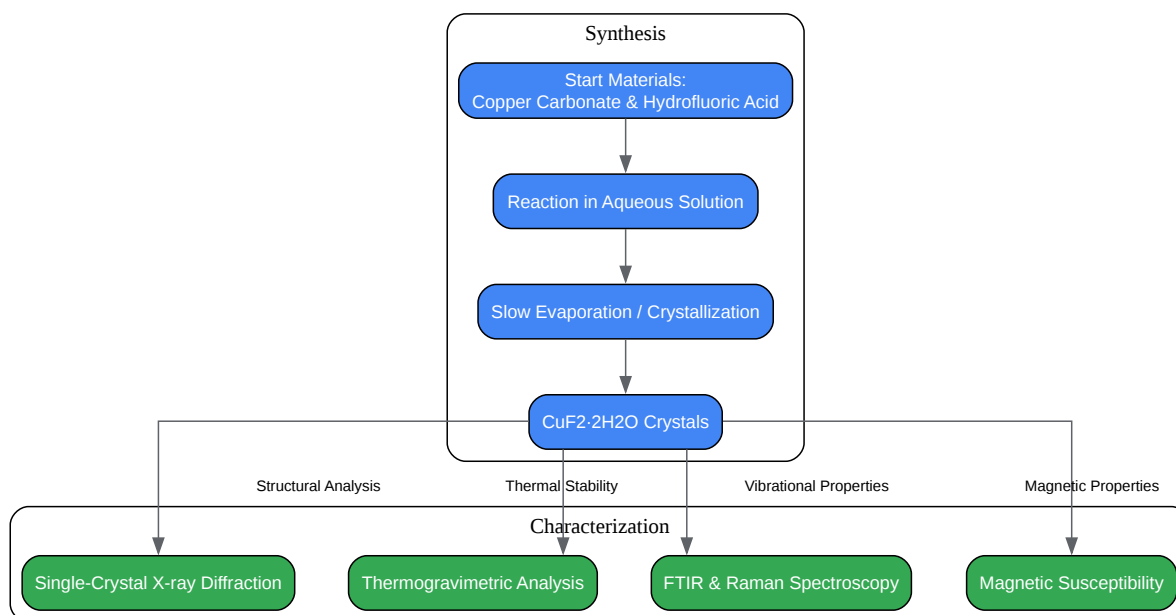 Synthesis
Start Materials:
Copper Carbonate & Hydrofluoric Acid
Reaction in Aqueous Solution
Slow Evaporation / Crystallization
CuF2·2H2O Crystals
Structural Analysis
Thermal Stability
Vibrational Properties
Magnetic Properties
Characterization
Single-Crystal X-ray Diffraction
Thermogravimetric Analysis
FTIR & Raman Spectroscopy
Magnetic Susceptibility